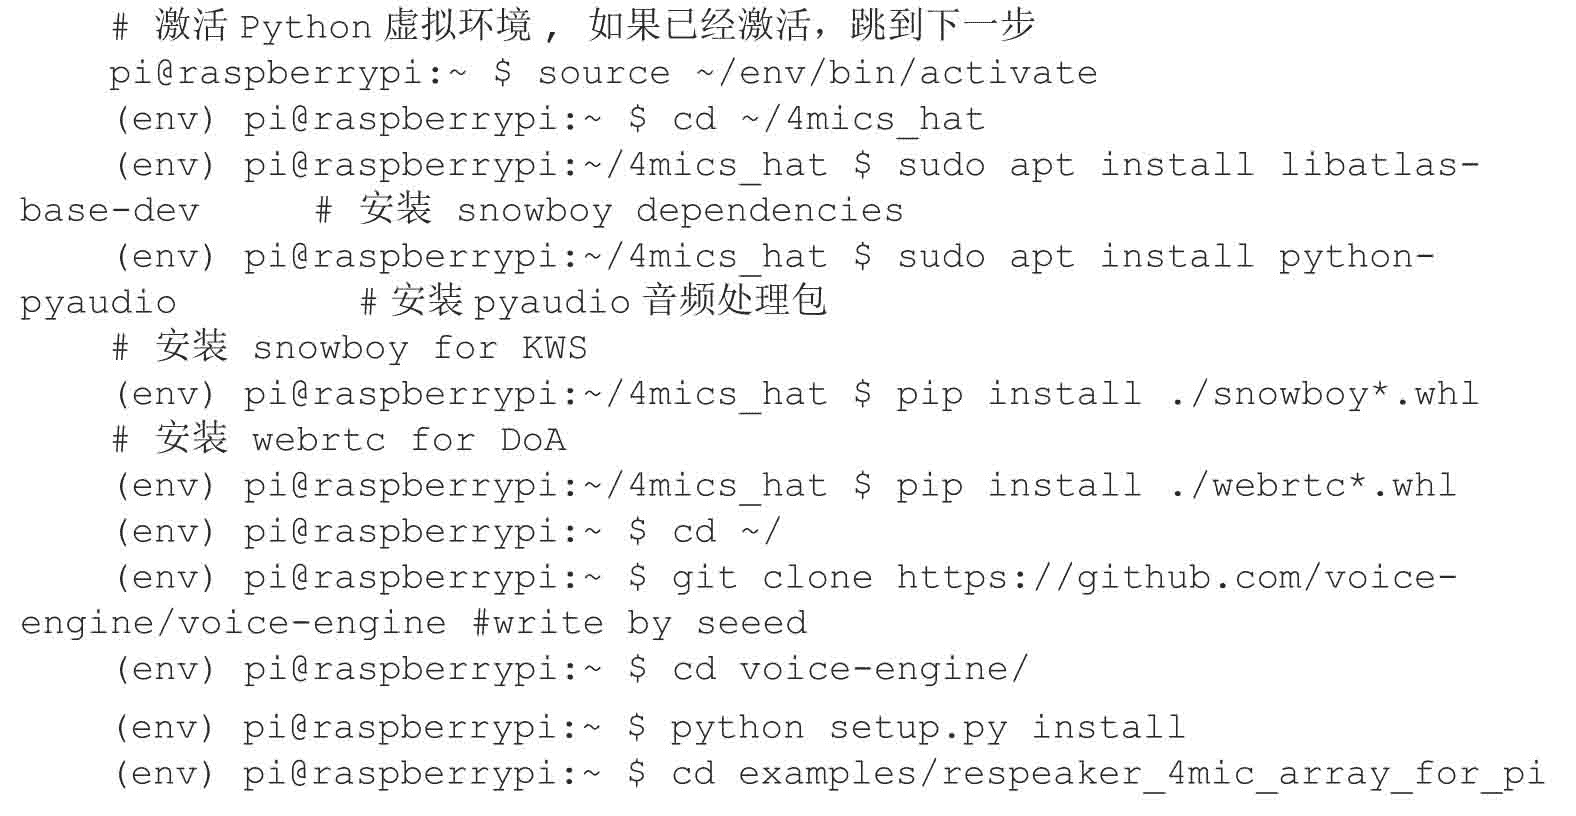 # 激活 Python 虚拟环境, 如果已经激活，跳到下一步
pi@raspberrypi:~ $ source ~/env/bin/activate
(env) pi@raspberrypi:~ $ cd ~/4mics_hat
(env) pi@raspberrypi:~/4mics_hat $ sudo apt install libatlas-
base-dev # 安装 snowboy dependencies
(env) pi@raspberrypi:~/4mics_hat $ sudo apt install python-
pyaudio # 安装 pyaudio 音频处理包
# 安装 snowboy for KWS
(env) pi@raspberrypi:~/4mics_hat $ pip install ./snowboy*.whl
# 安装 webrtc for DoA
(env) pi@raspberrypi:~/4mics_hat $ pip install ./webrtc*.whl
(env) pi@raspberrypi:~ $ cd ~/
(env) pi@raspberrypi:~ $ git clone https://github.com/voice-
engine/voice-engine #write by seeed
(env) pi@raspberrypi:~ $ cd voice-engine/
(env) pi@raspberrypi:~ $ python setup.py install
(env) pi@raspberrypi:~ $ cd examples/respeaker_4mic_array_for_pi